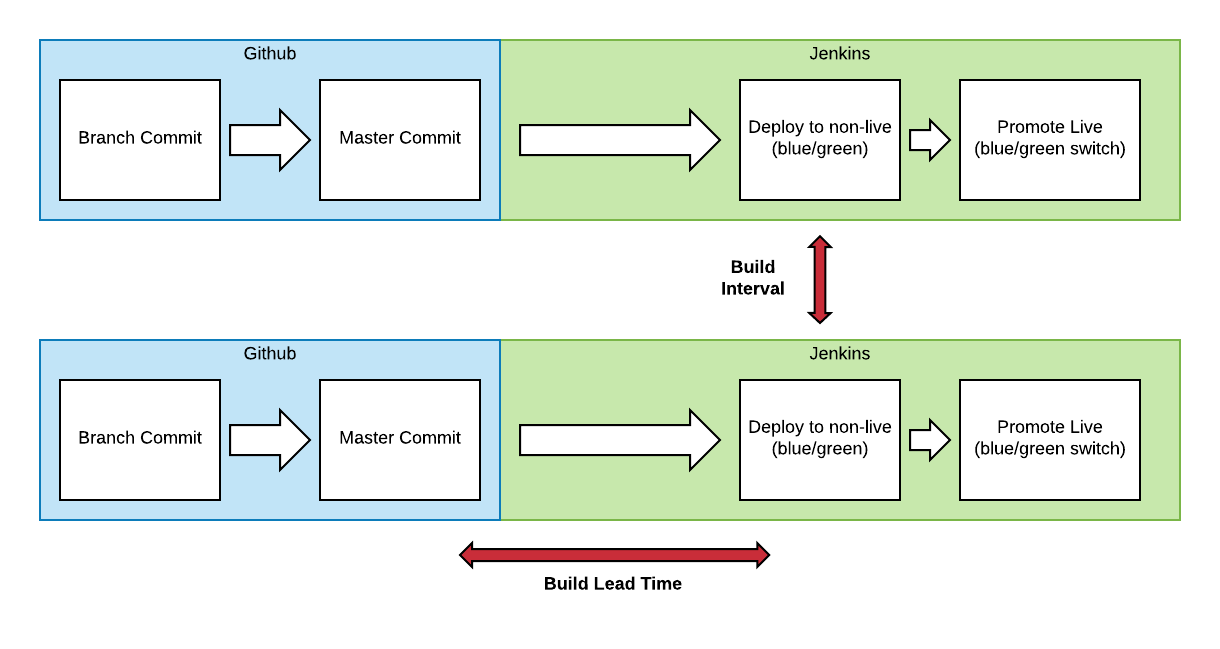 Github
Jenkins
Branch Commit
Master Commit
Deploy to non-live
(blue/green)
Promote Live
(blue/green switch)
Build
Interval
Github
Jenkins
Branch Commit
Master Commit
Deploy to non-live
(blue/green)
Promote Live
(blue/green switch)
Build Lead Time